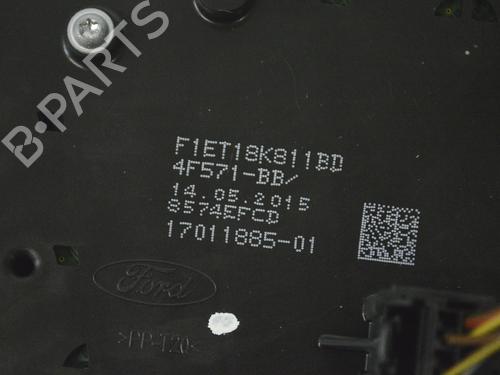 B-PARTS
F1ET18K811BD
4F571-BB/
14.05.2015
8574EFCD
17011885-01
Ford
>PP-T20<